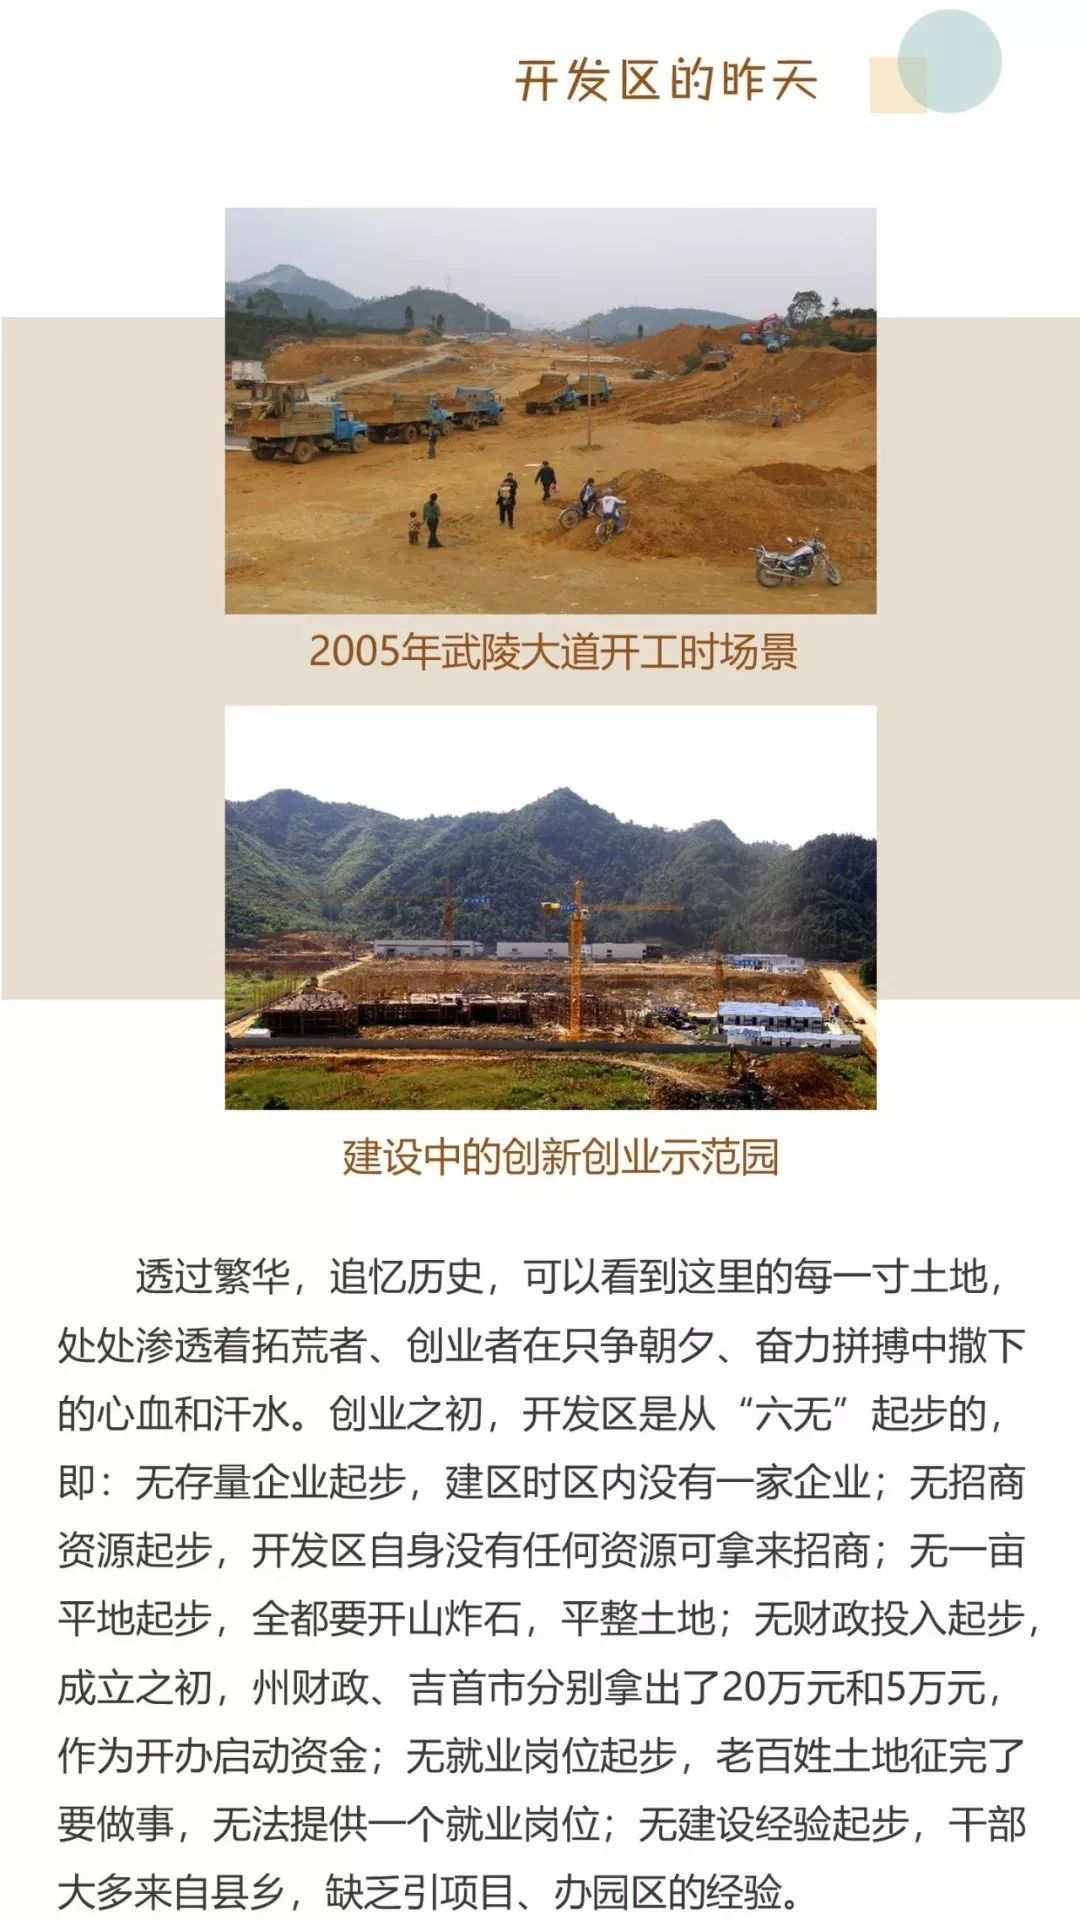 开发区的昨天
2005年武陵大道开工时场景
建设中的创新创业示范园
透过繁华，追忆历史，可以看到这里的每一寸土地，
处处渗透着拓荒者、创业者在只争朝夕、奋力拼搏中撒下
的心血和汗水。创业之初，开发区是从“六无”起步的，
即：无存量企业起步，建区时区内没有一家企业；无招商
资源起步，开发区自身没有任何资源可拿来招商；无一亩
平地起步，全都要开山炸石，平整土地；无财政投入起步，
成立之初，州财政、吉首市分别拿出了20万元和5万元，
作为开办启动资金；无就业岗位起步，老百姓土地征完了
要做事，无法提供一个就业岗位；无建设经验起步，干部
大多来自县乡，缺乏引项目、办园区的经验。